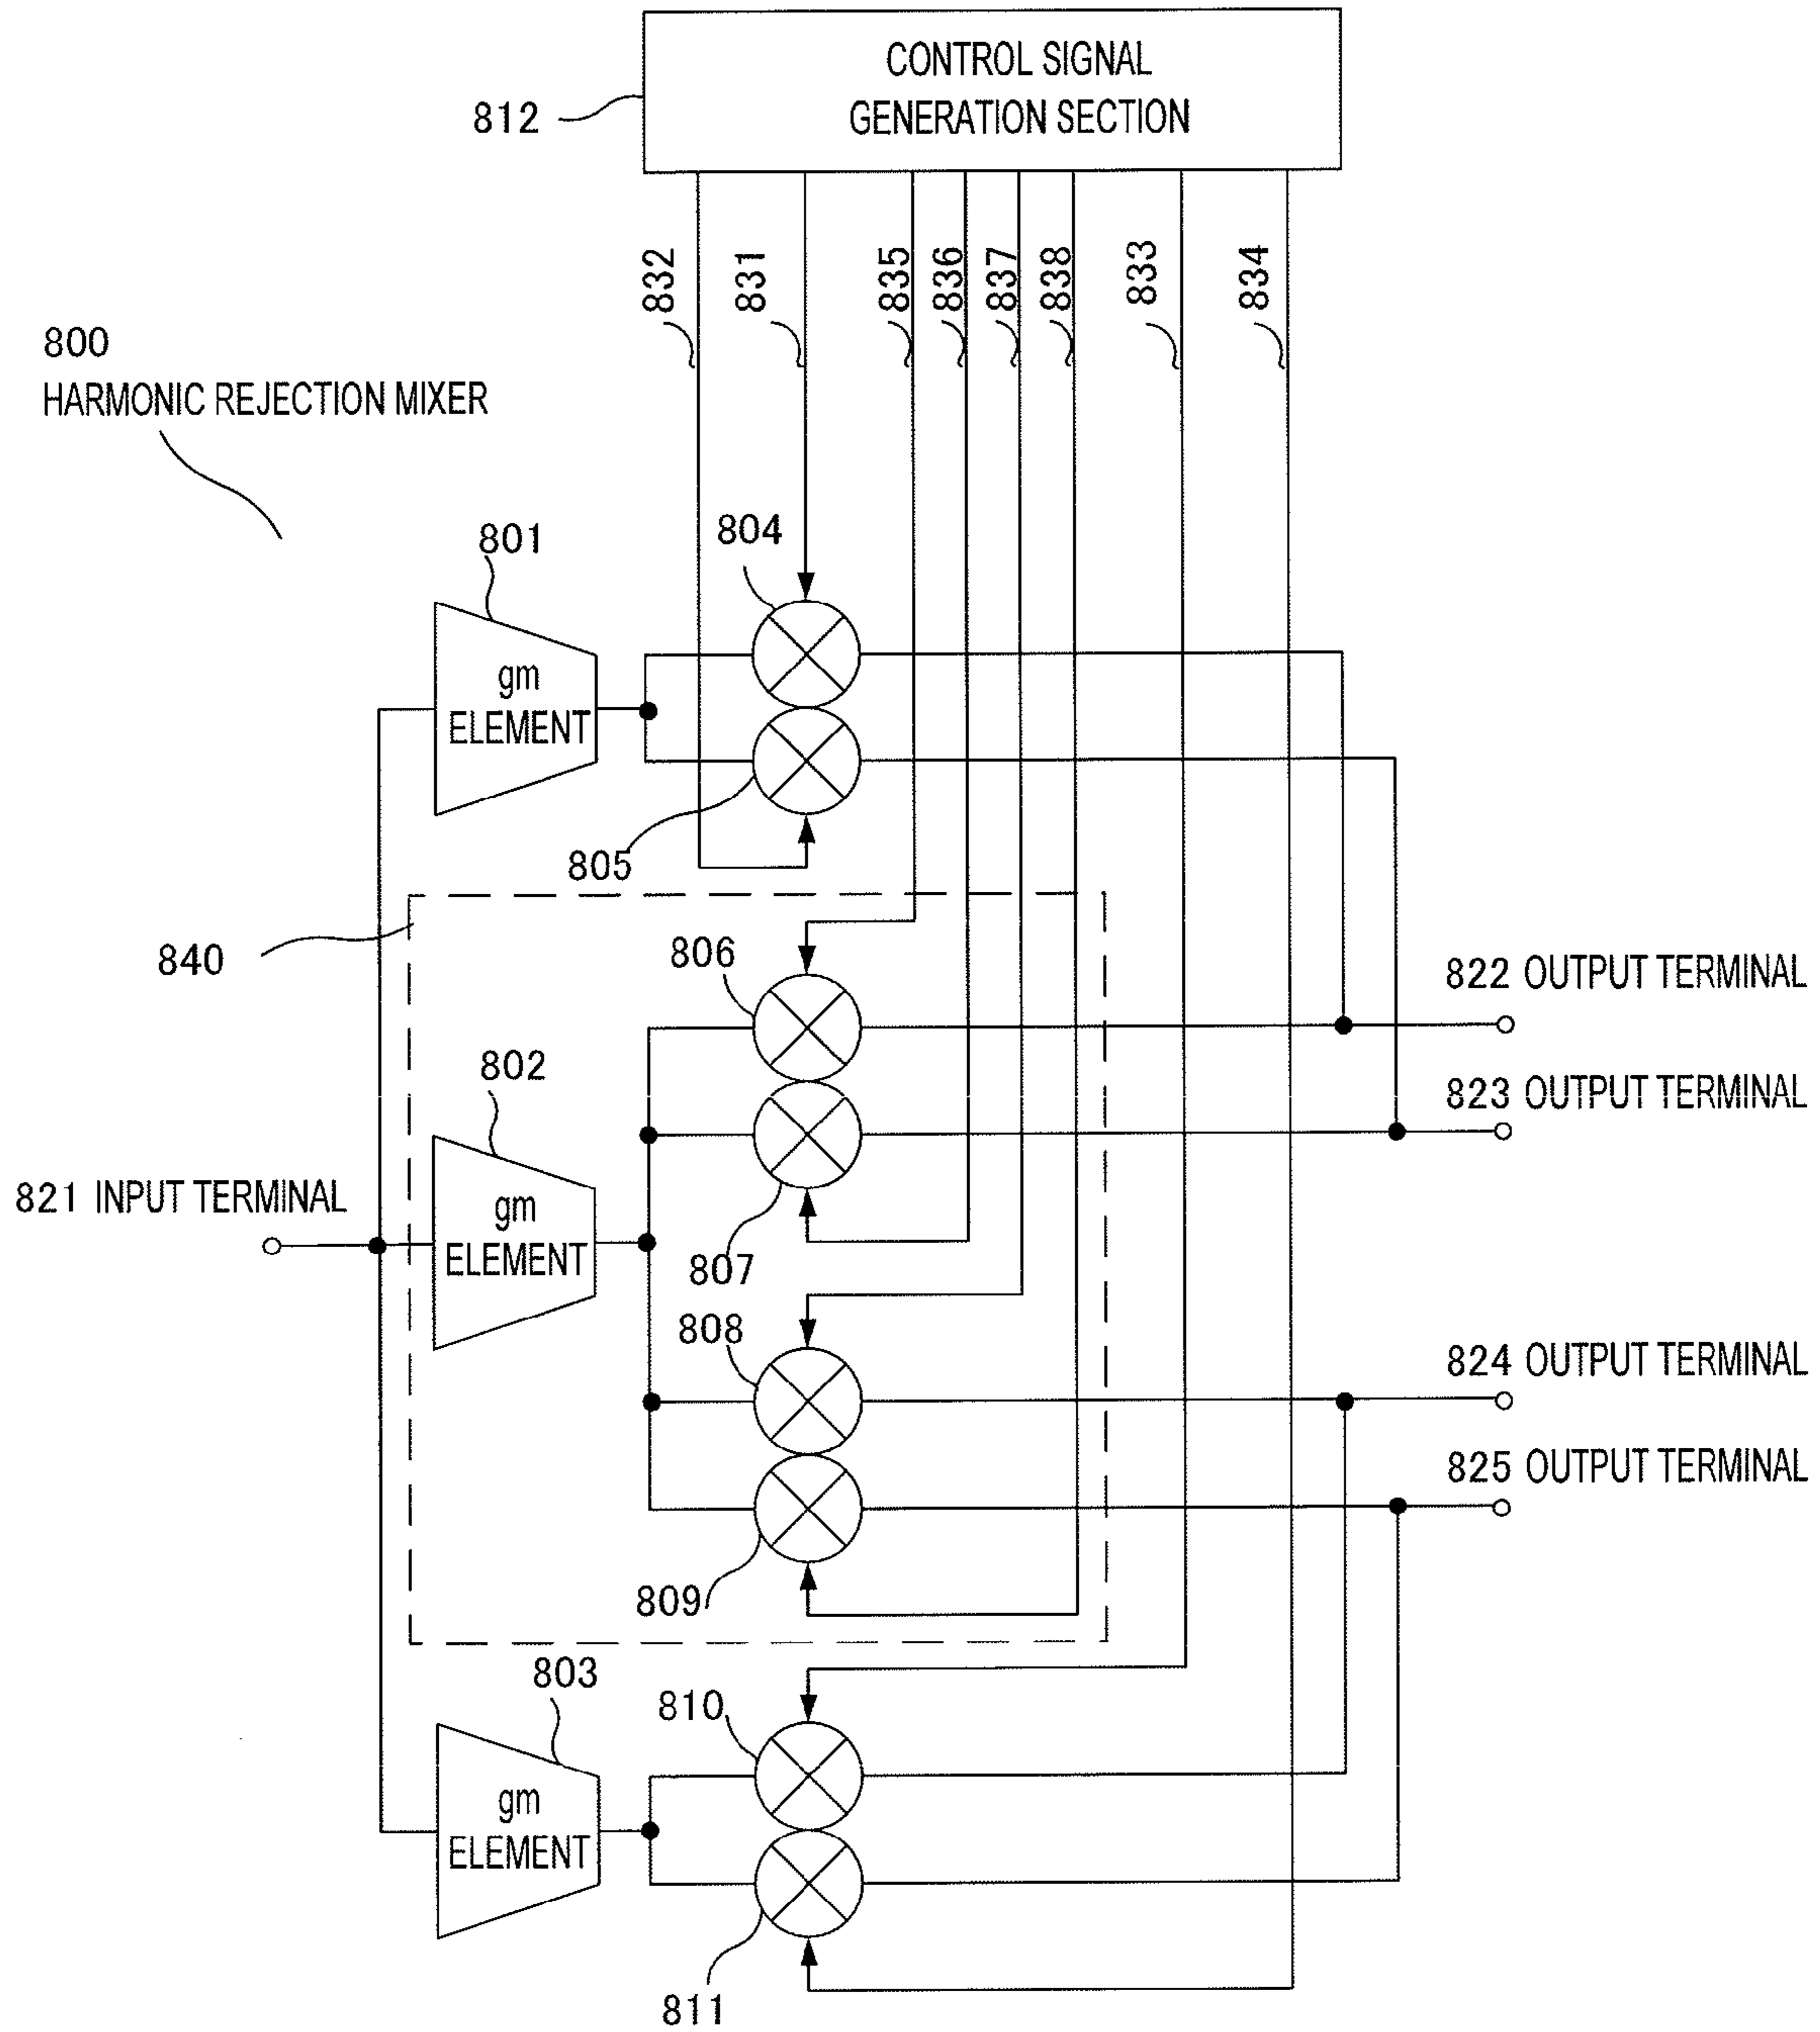 CONTROL SIGNAL
GENERATION SECTION
812
832
831
835
836
837
838
833
834
800
HARMONIC REJECTION MIXER
801
804
gm
ELEMENT
805
840
806
822 OUTPUT TERMINAL
802
823 OUTPUT TERMINAL
821 INPUT TERMINAL
gm
ELEMENT
807
808
824 OUTPUT TERMINAL
825 OUTPUT TERMINAL
809
803
810
gm
ELEMENT
811